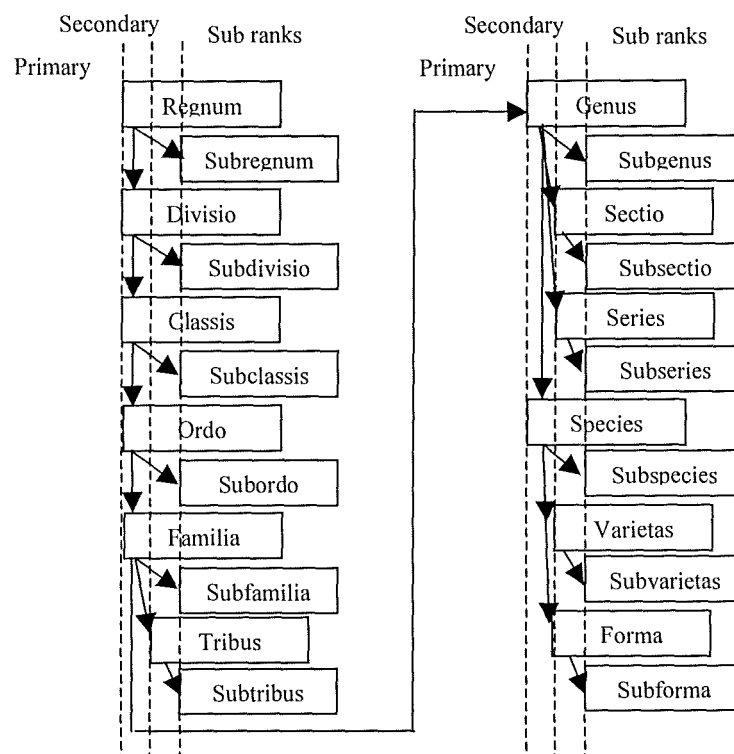 Secondary
Sub ranks
Primary
Regnum
Subregnum
Divisio
Subdivisio
Classis
Subclassis
Ordo
Subordo
Familia
Subfamilia
Tribus
Subtribus
Secondary
Sub ranks
Primary
Genus
Subgenus
Sectio
Subsectio
Series
Subseries
Species
Subspecies
Varietas
Subvarietas
Forma
Subforma